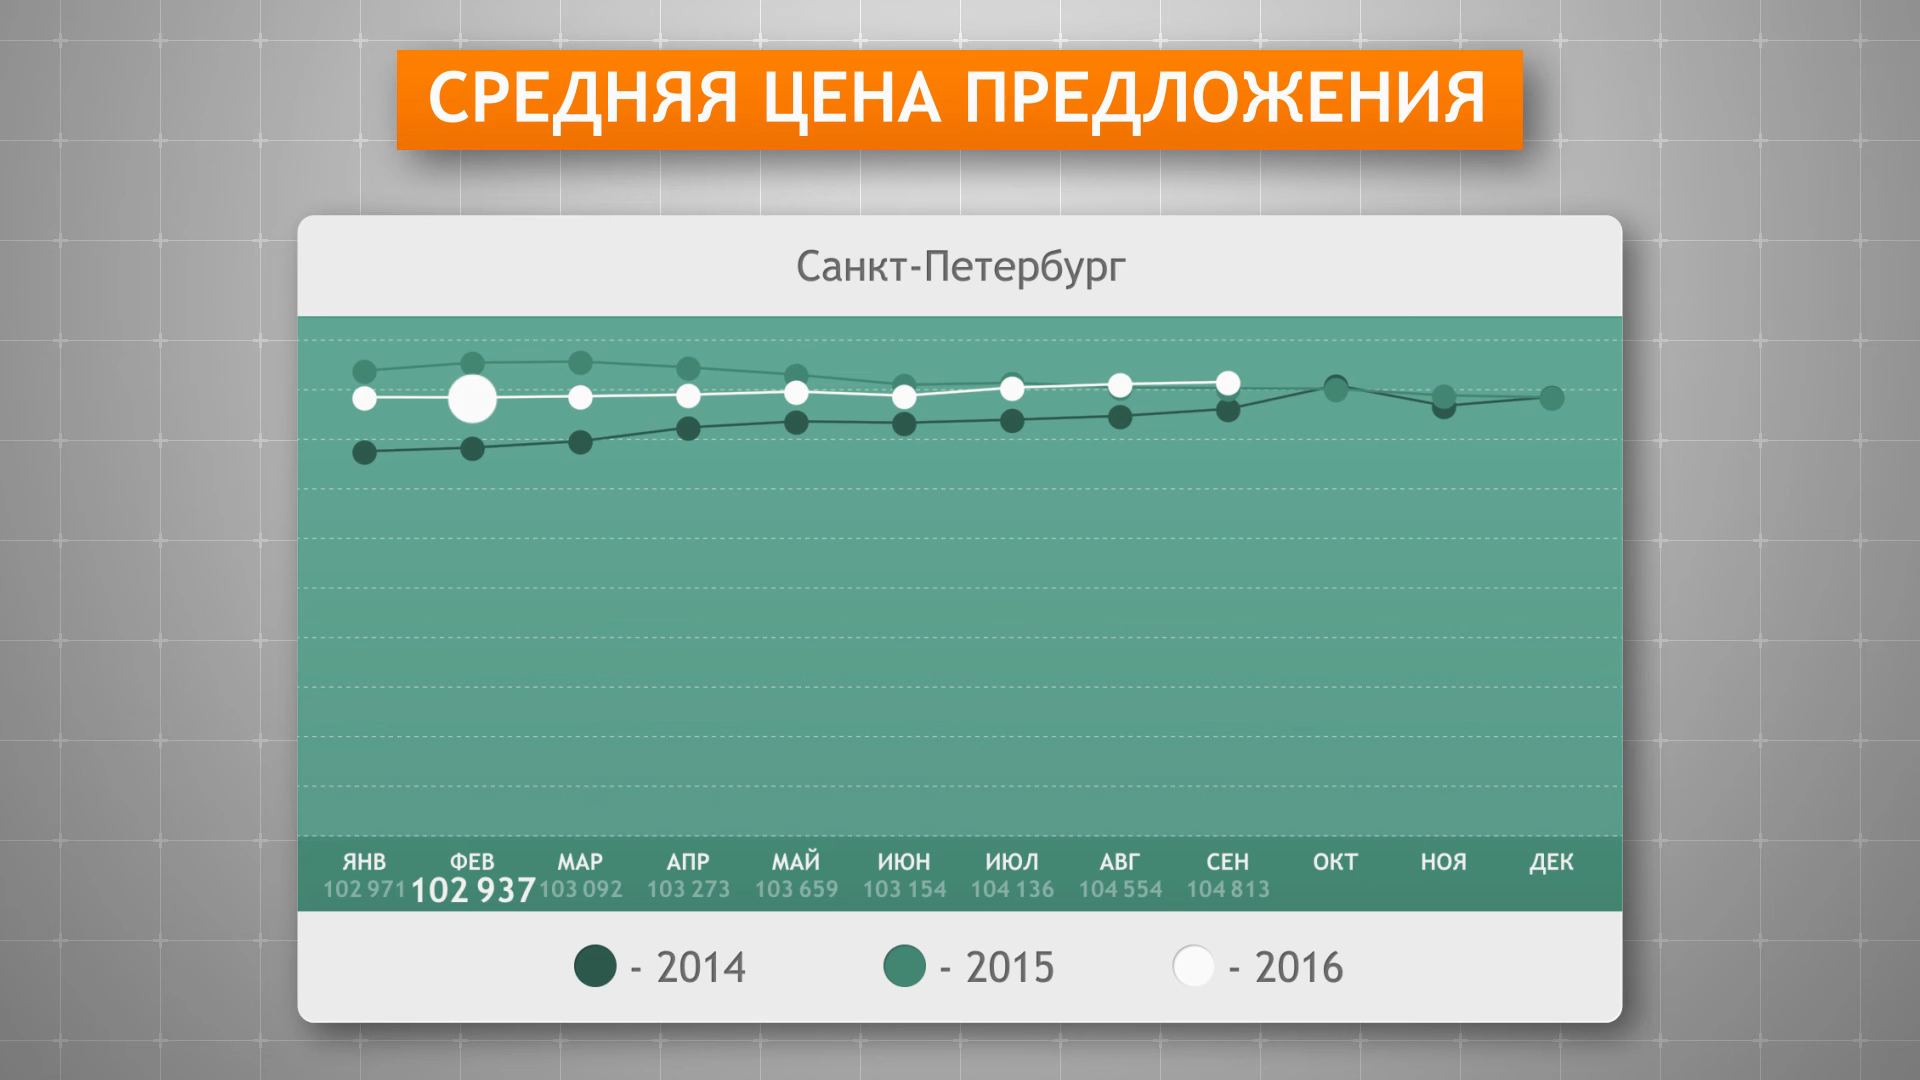 СРЕДНЯЯ ЦЕНА ПРЕДЛОЖЕНИЯ
Санкт-Петербург
ЯНВ ФЕВ МАР АПР МАЙ ИЮН ИЮЛ АВГ СЕН ОКТ НОЯ ДЕК
102 971 102 937 103 092 103 273 103 659 103 154 104 136 104 554 104 813
- 2014 - 2015 - 2016